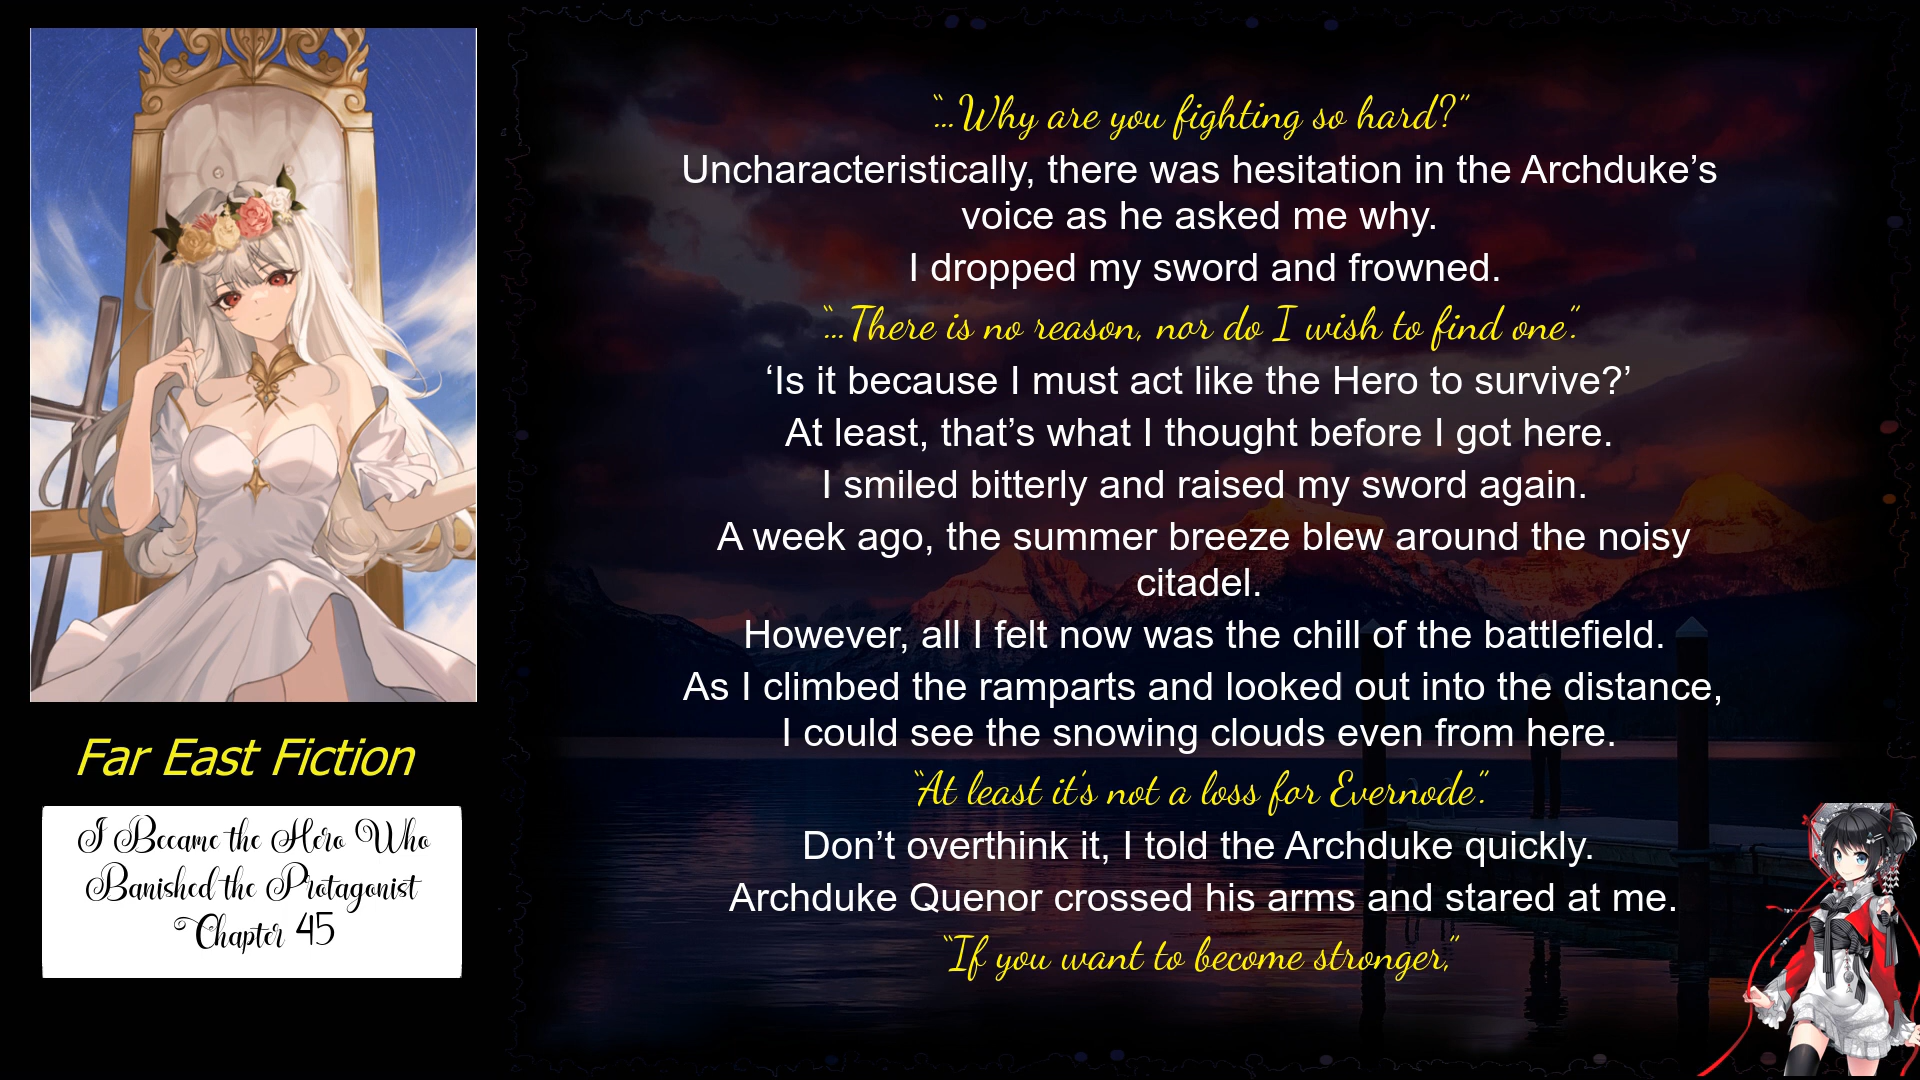 “…Why are you fighting so hard?”
Uncharacteristically, there was hesitation in the Archduke’s
voice as he asked me why.
I dropped my sword and frowned.
“…There is no reason, nor do I wish to find one.”
‘Is it because I must act like the Hero to survive?’
At least, that’s what I thought before I got here.
I smiled bitterly and raised my sword again.
A week ago, the summer breeze blew around the noisy
citadel.
However, all I felt now was the chill of the battlefield.
As I climbed the ramparts and looked out into the distance,
I could see the snowing clouds even from here.
“At least it’s not a loss for Evernode.”
Don’t overthink it, I told the Archduke quickly.
Archduke Quenor crossed his arms and stared at me.
“If you want to become stronger,”
Far East Fiction
I Became the Hero Who
Banished the Protagonist
Chapter 45